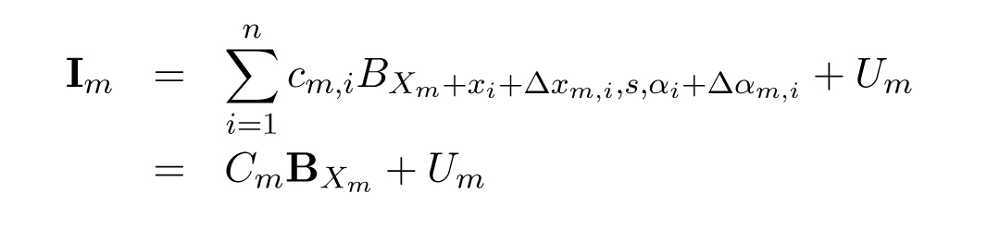 $\mathbf{I}_m = \sum_{i=1}^{n} c_{m,i} B_{X_m + x_i + \Delta x_{m,i}, s, \alpha_i + \Delta \alpha_{m,i}} + U_m$
$= C_m \mathbf{B}_{X_m} + U_m$